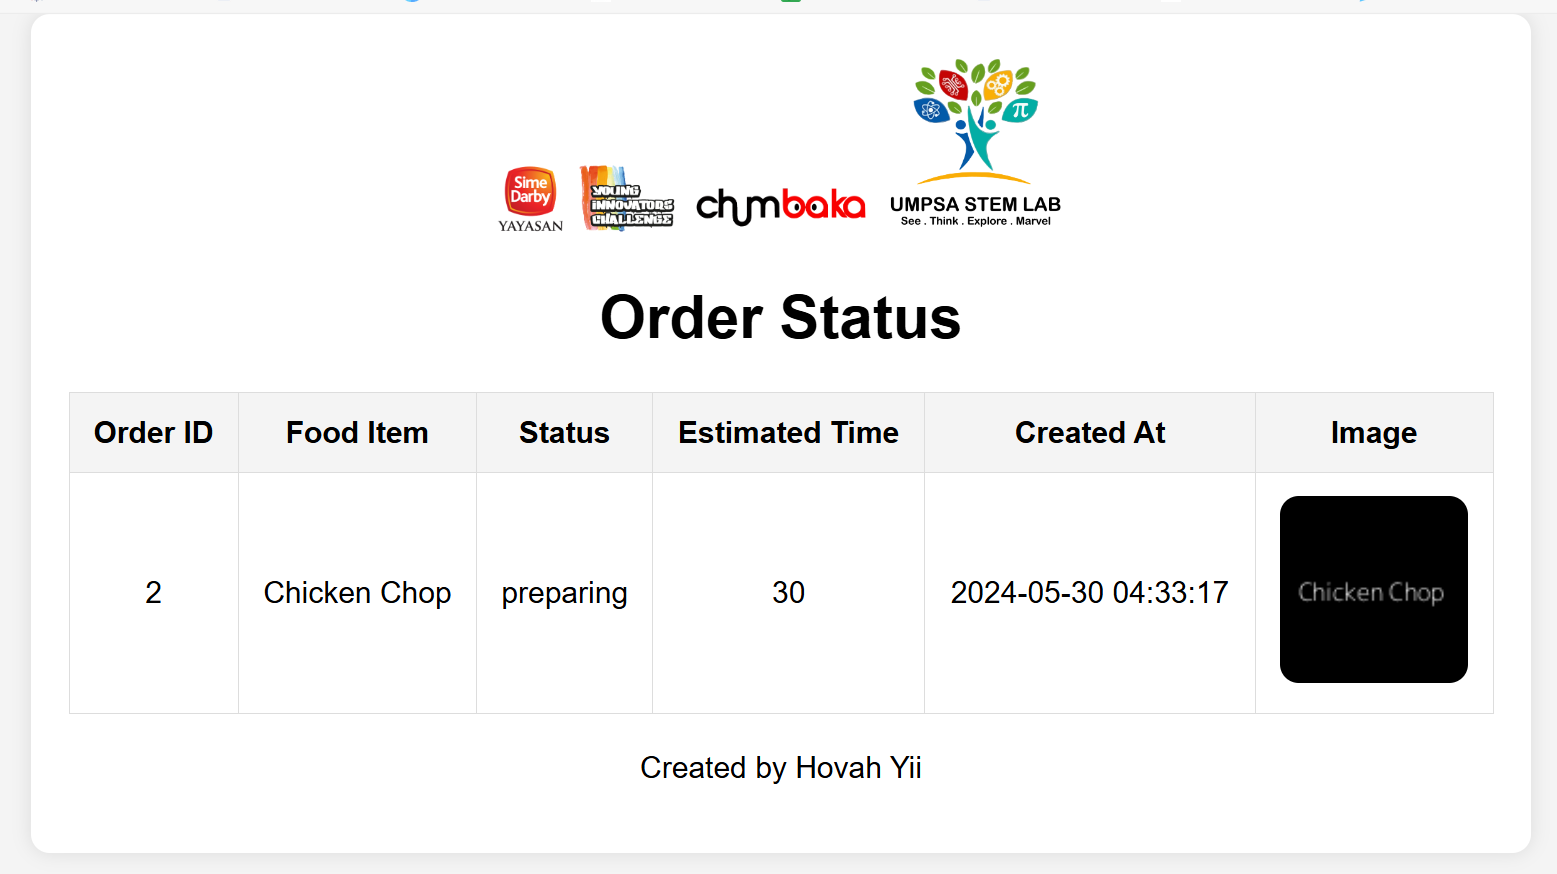 Sime
Darby
YAYASAN
YOUNG
INNOVATORS
CHALLENGE
chumbaka
π
UMPSA STEM LAB
See . Think . Explore . Marvel
Order Status
Order ID Food Item Status Estimated Time Created At Image
2 Chicken Chop preparing 30 2024-05-30 04:33:17 Chicken Chop
Created by Hovah Yii